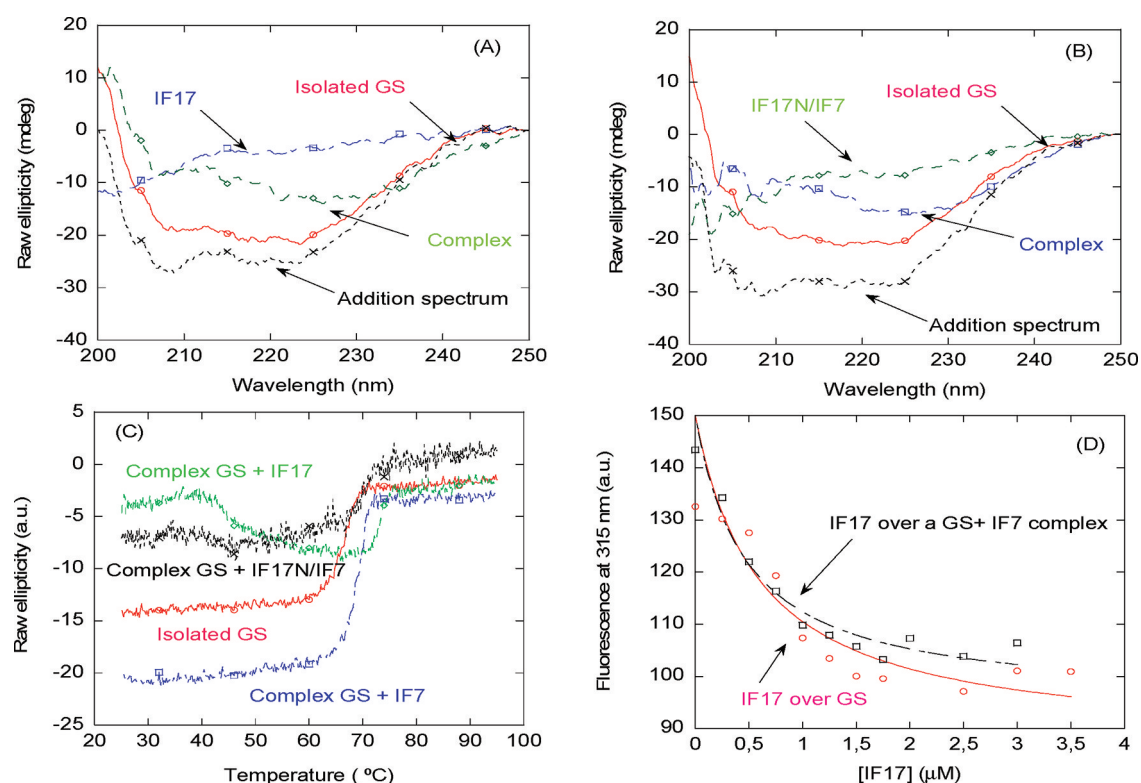 (A)
20
10
0
-10
-20
-30
-40
Raw ellipticity (mdeg)
IF17
Isolated GS
Complex
Addition spectrum
200 210 220 230 240 250
Wavelength (nm)
(B)
20
10
0
-10
-20
-30
-40
Raw ellipticity (mdeg)
IF17N/IF7
Isolated GS
Complex
Addition spectrum
200 210 220 230 240 250
Wavelength (nm)
(C)
5
0
-5
-10
-15
-20
-25
Raw ellipticity (a.u.)
Complex GS + IF17
Complex GS + IF17N/IF7
Isolated GS
Complex GS + IF7
20 30 40 50 60 70 80 90 100
Temperature ( ºC)
(D)
150
140
130
120
110
100
90
Fluorescence at 315 nm (a.u.)
IF17 over a GS+ IF7 complex
IF17 over GS
0 0,5 1 1,5 2 2,5 3 3,5 4
[IF17] (μM)